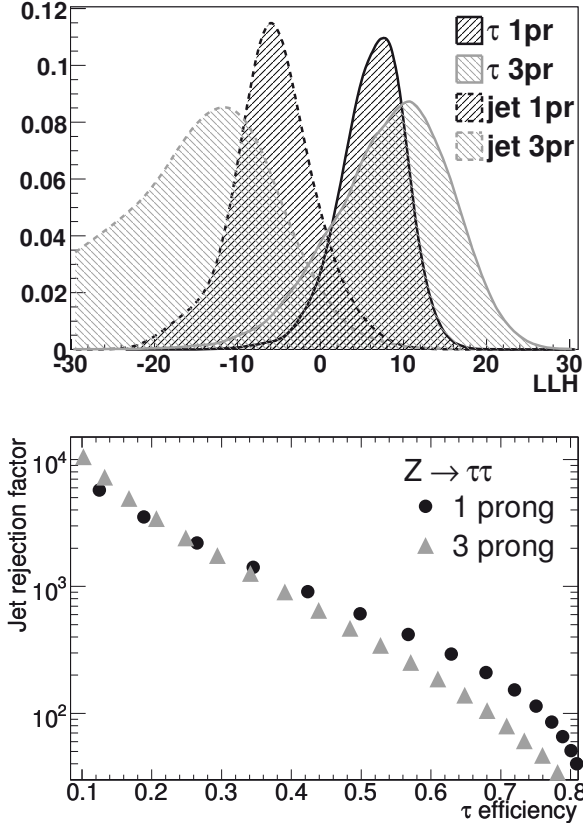 0.12
0.1
0.08
0.06
0.04
0.02
0
τ 1pr
τ 3pr
jet 1pr
jet 3pr
-30 -20 -10 0 10 20 30
LLH
Jet rejection factor
10⁴
10³
10²
Z → ττ
1 prong
3 prong
0.1 0.2 0.3 0.4 0.5 0.6 0.7 0.8
τ efficiency